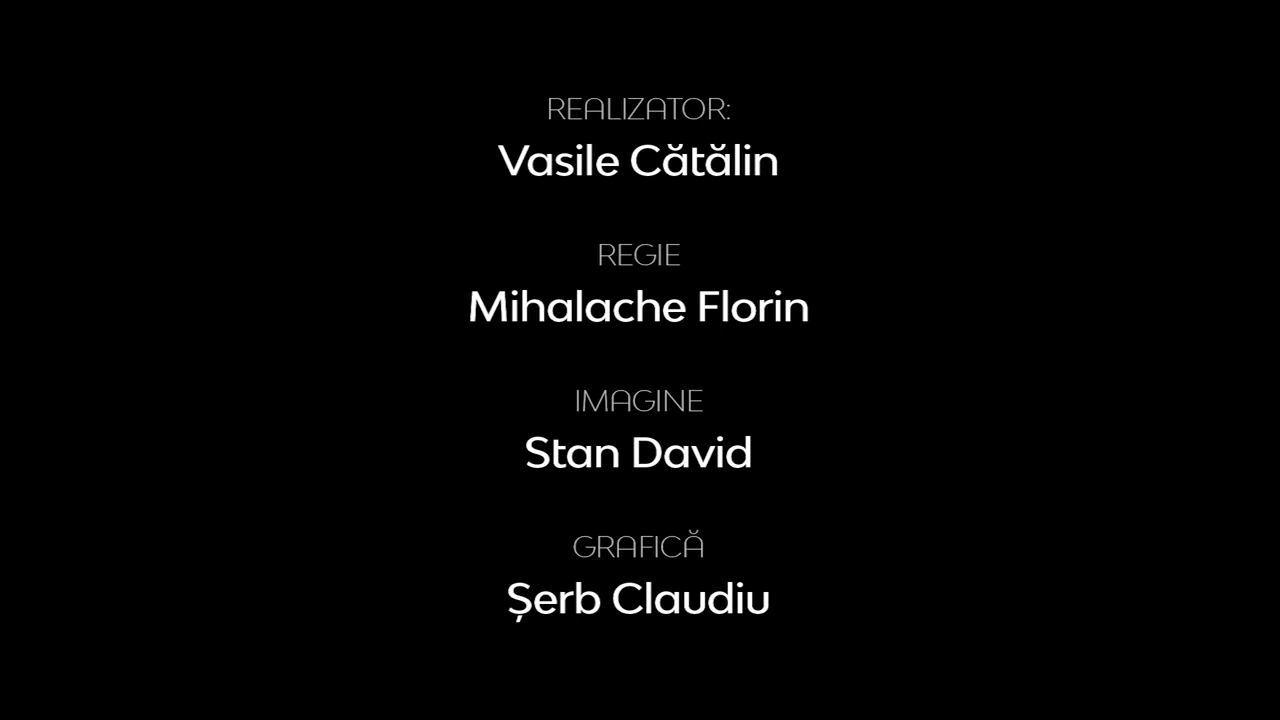 REALIZATOR:
Vasile Cătălin
REGIE
Mihalache Florin
IMAGINE
Stan David
GRAFICĂ
Șerb Claudiu